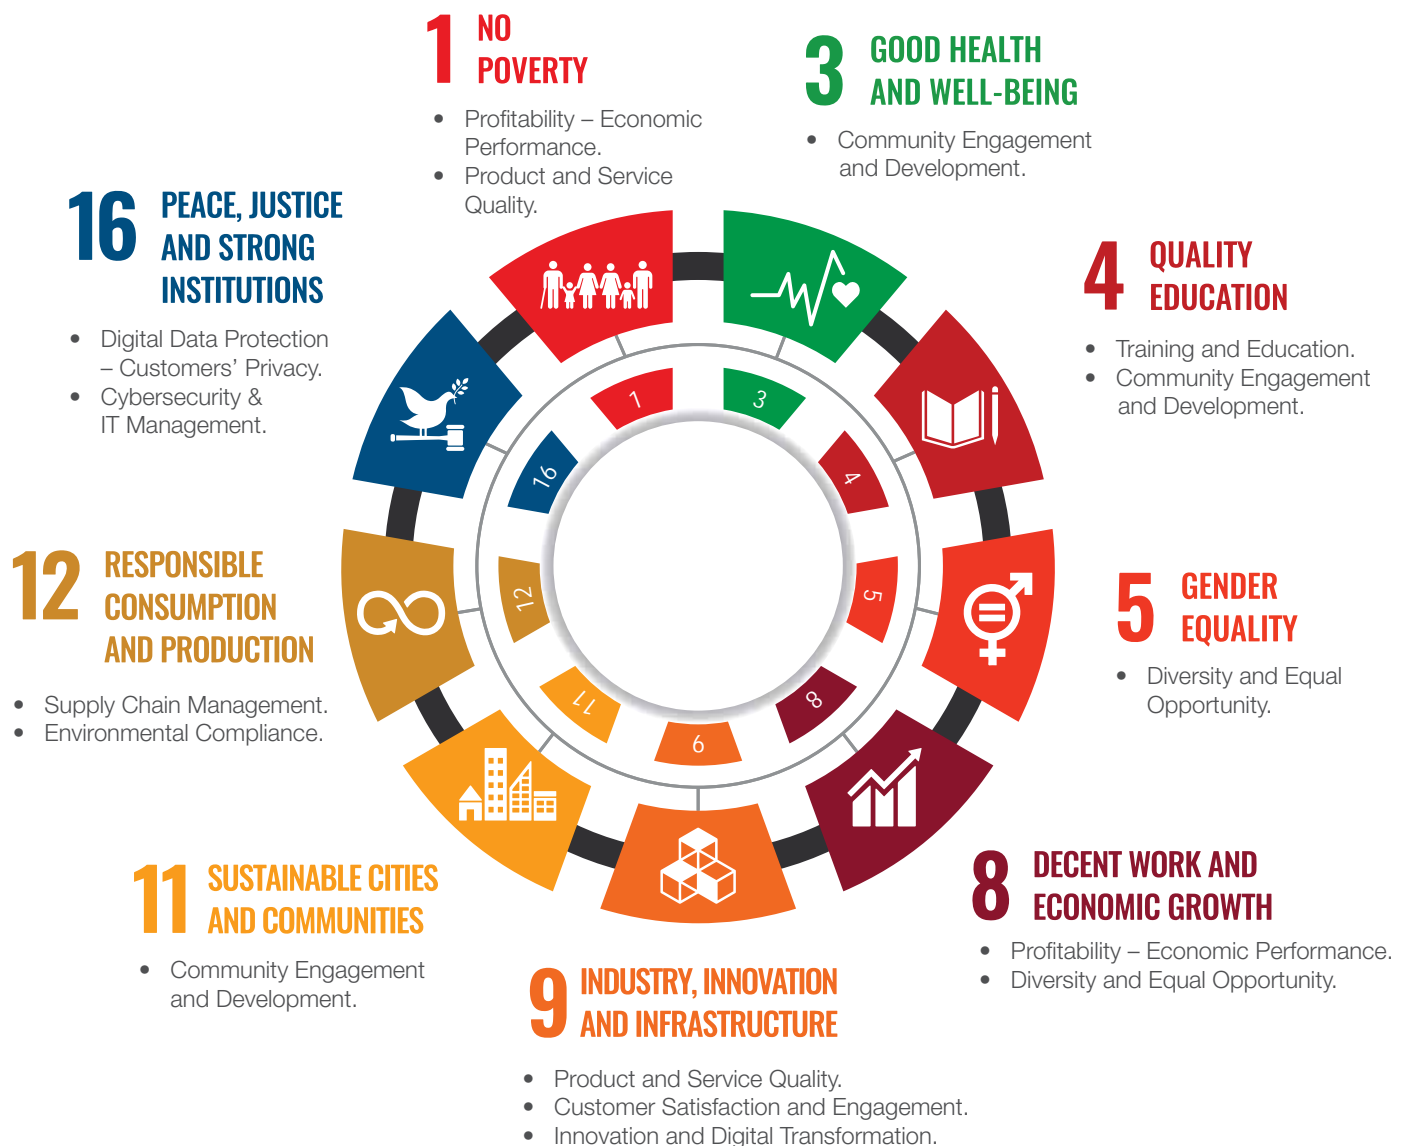 1 NO
POVERTY
• Profitability – Economic
Performance.
• Product and Service
Quality.
3 GOOD HEALTH
AND WELL-BEING
• Community Engagement
and Development.
4 QUALITY
EDUCATION
• Training and Education.
• Community Engagement
and Development.
5 GENDER
EQUALITY
• Diversity and Equal
Opportunity.
8 DECENT WORK AND
ECONOMIC GROWTH
• Profitability – Economic Performance.
• Diversity and Equal Opportunity.
9 INDUSTRY, INNOVATION
AND INFRASTRUCTURE
• Product and Service Quality.
• Customer Satisfaction and Engagement.
• Innovation and Digital Transformation.
11 SUSTAINABLE CITIES
AND COMMUNITIES
• Community Engagement
and Development.
12 RESPONSIBLE
CONSUMPTION
AND PRODUCTION
• Supply Chain Management.
• Environmental Compliance.
16 PEACE, JUSTICE
AND STRONG
INSTITUTIONS
• Digital Data Protection
– Customers’ Privacy.
• Cybersecurity &
IT Management.
1
3
4
5
8
9
11
12
16